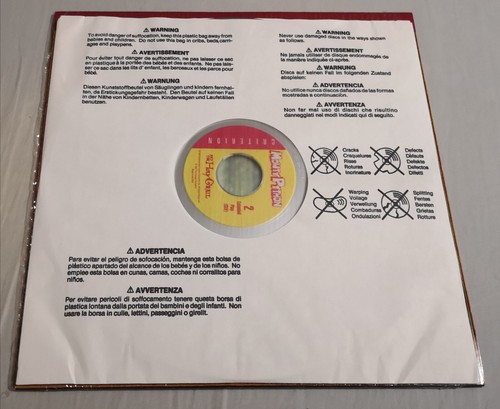 ⚠ WARNING
To avoid danger of suffocation, keep this plastic bag away from
babies and children. Do not use this bag in cribs, beds, carri-
ages and playpens.
⚠ AVERTISSEMENT
Pour éviter tout danger de suffocation, ne pas laisser ce sac
en plastique à la portée des bébés et des enfants. Ne pas lais-
ser ce sac dans les lits d'enfant, les berceaux et les parcs pour
bébé.
⚠ WARNUNG
Diesen Kunststoffbeutel von Säuglingen und kindern fernhal-
ten, da Erstickungsgefahr besteht. Den Beutel auf keinen Fall
in der Nähe von Kindernbetten, Kinderwagen und Laufställen
benutzen.
⚠ WARNING
Never use damaged discs in the ways shown
as follows.
⚠ AVERTISSEMENT
Ne jamais utiliser de disque endommagés de
la manière indiquée ci-après.
⚠ WARNUNG
Discs auf keinen Fall im folgenden Zustand
abspielen:
⚠ ADVERTENCIA
No utilice nunca discos dañados de las formas
mostradas a continuación.
⚠ AVVERTENZA
Non far mai uso di dischi che risultino
danneggiati nei modi indicati qui di seguito.
Cracks
Craquelures
Risse
Roturas
Incrinature
Defects
Défauts
Defekte
Defectos
Difetti
Warping
Voilage
Verwellung
Combaduras
Ondulazioni
Splitting
Fentes
Bersten
Grietas
Rotture
CRITERION
MONTY PYTHON
AND THE HOLY GRAIL
2
⚠ ADVERTENCIA
Para evitar el peligro de sofocación, mantenga esta bolsa de
plástico apartado del alcance de los bebés y de los niños. No
emplee esta bolsa en cunas, camas, coches ni corralitos para
niños.
⚠ AVVERTENZA
Per evitare pericoli di soffocamento tenere questa borsa di
plastica lontana dalla portata dei bambini e degli infanti. Non
usare la borsa in culle, lettini, passeggini o girelli.